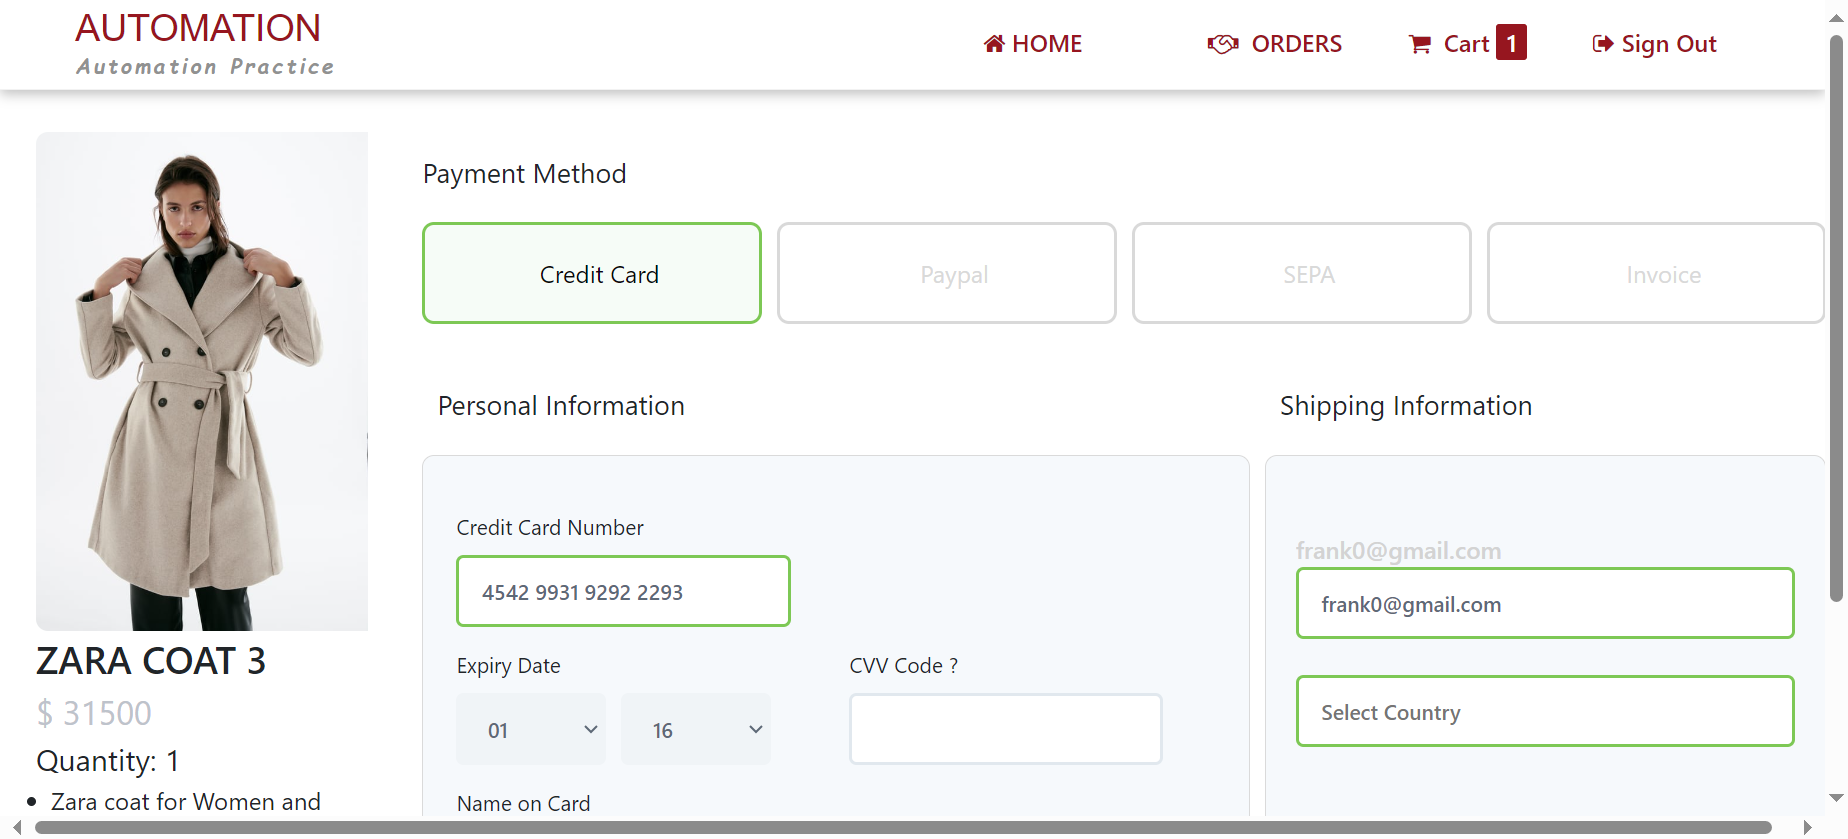 AUTOMATION
Automation Practice
HOME
ORDERS
Cart 1
Sign Out
Payment Method
Credit Card
Paypal
SEPA
Invoice
Personal Information
Shipping Information
Credit Card Number
4542 9931 9292 2293
Expiry Date
CVV Code ?
01
16
Name on Card
frank0@gmail.com
frank0@gmail.com
Select Country
ZARA COAT 3
$ 31500
Quantity: 1
Zara coat for Women and